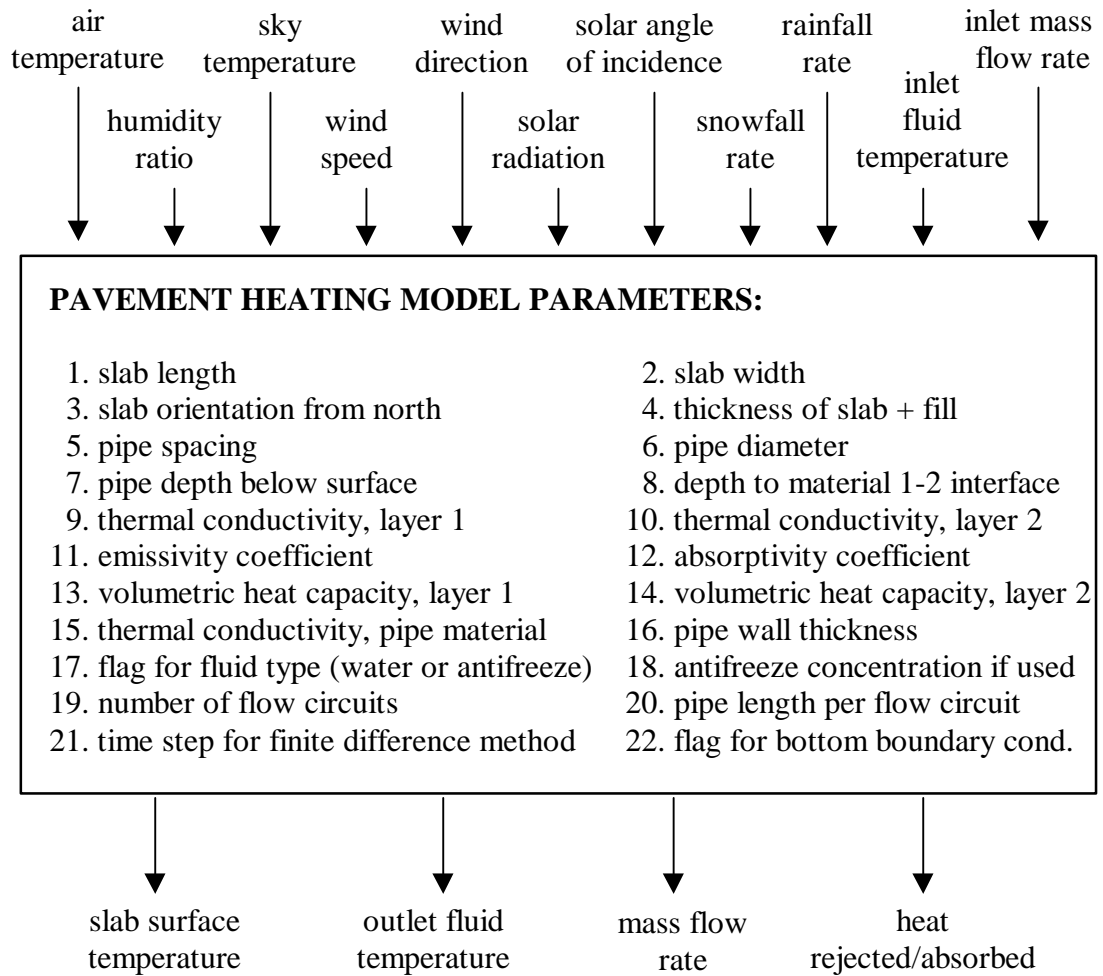 air
temperature
sky
temperature
wind
direction
solar angle
of incidence
rainfall
rate
inlet mass
flow rate
humidity
ratio
wind
speed
solar
radiation
snowfall
rate
inlet
fluid
temperature
PAVEMENT HEATING MODEL PARAMETERS:
1. slab length
2. slab width
3. slab orientation from north
4. thickness of slab + fill
5. pipe spacing
6. pipe diameter
7. pipe depth below surface
8. depth to material 1-2 interface
9. thermal conductivity, layer 1
10. thermal conductivity, layer 2
11. emissivity coefficient
12. absorptivity coefficient
13. volumetric heat capacity, layer 1
14. volumetric heat capacity, layer 2
15. thermal conductivity, pipe material
16. pipe wall thickness
17. flag for fluid type (water or antifreeze)
18. antifreeze concentration if used
19. number of flow circuits
20. pipe length per flow circuit
21. time step for finite difference method
22. flag for bottom boundary cond.
slab surface
temperature
outlet fluid
temperature
mass flow
rate
heat
rejected/absorbed